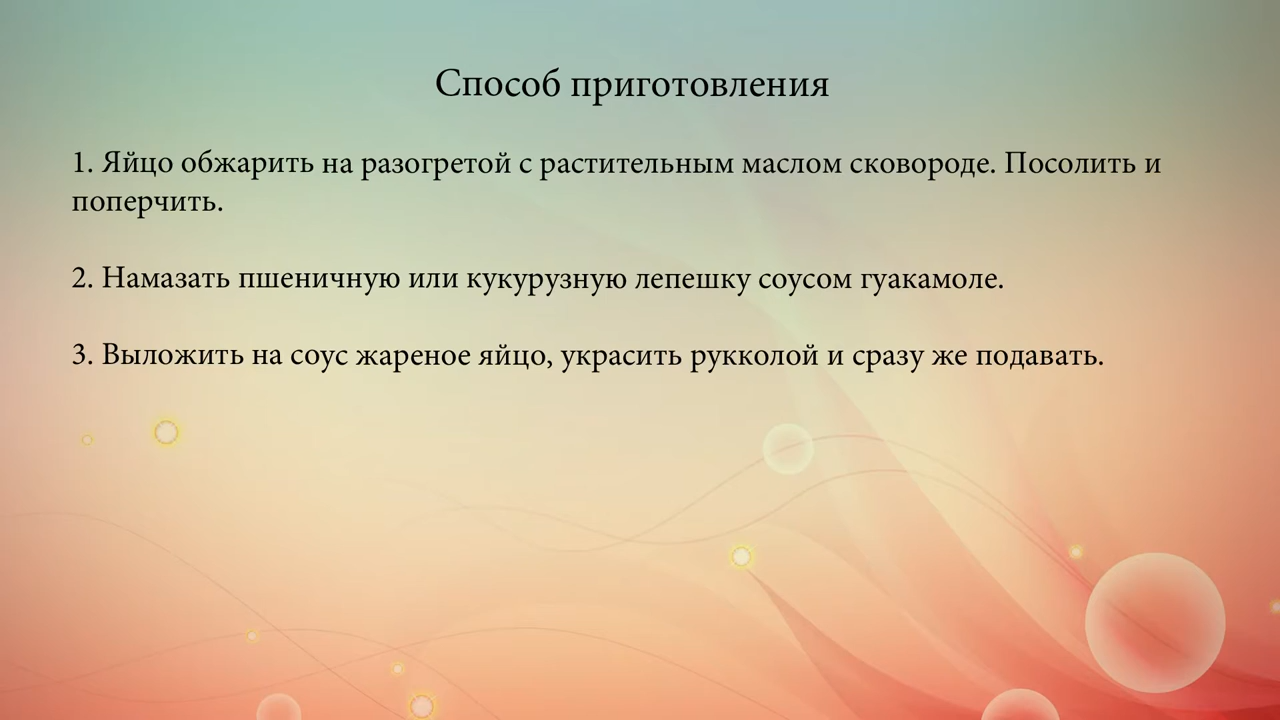 Способ приготовления
1. Яйцо обжарить на разогретой с растительным маслом сковороде. Посолить и
поперчить.
2. Намазать пшеничную или кукурузную лепешку соусом гуакамоле.
3. Выложить на соус жареное яйцо, украсить рукколой и сразу же подавать.